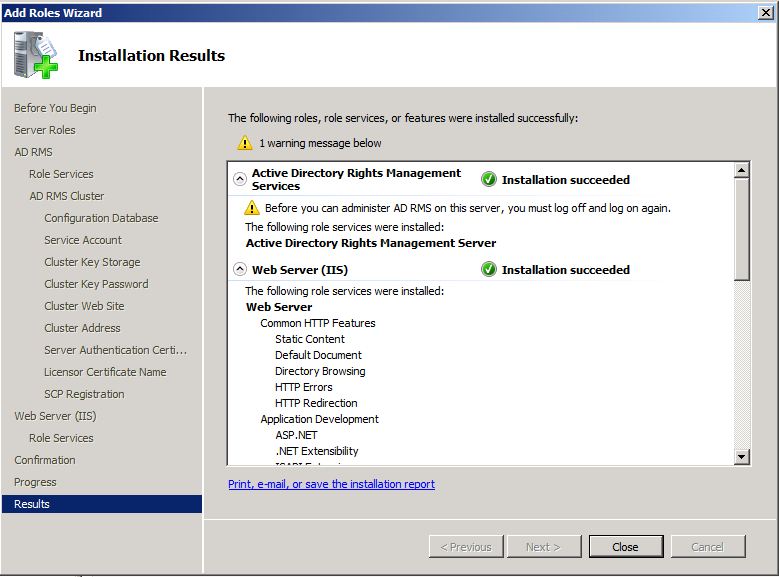 Add Roles Wizard
Installation Results
Before You Begin
Server Roles
AD RMS
Role Services
AD RMS Cluster
Configuration Database
Service Account
Cluster Key Storage
Cluster Key Password
Cluster Web Site
Cluster Address
Server Authentication Certi...
Licensor Certificate Name
SCP Registration
Web Server (IIS)
Role Services
Confirmation
Progress
Results
The following roles, role services, or features were installed successfully:
1 warning message below
Active Directory Rights Management
Services
Installation succeeded
Before you can administer AD RMS on this server, you must log off and log on again.
The following role services were installed:
Active Directory Rights Management Server
Web Server (IIS)
Installation succeeded
The following role services were installed:
Web Server
Common HTTP Features
Static Content
Default Document
Directory Browsing
HTTP Errors
HTTP Redirection
Application Development
ASP.NET
.NET Extensibility
Print, e-mail, or save the installation report
< Previous
Next >
Close
Cancel